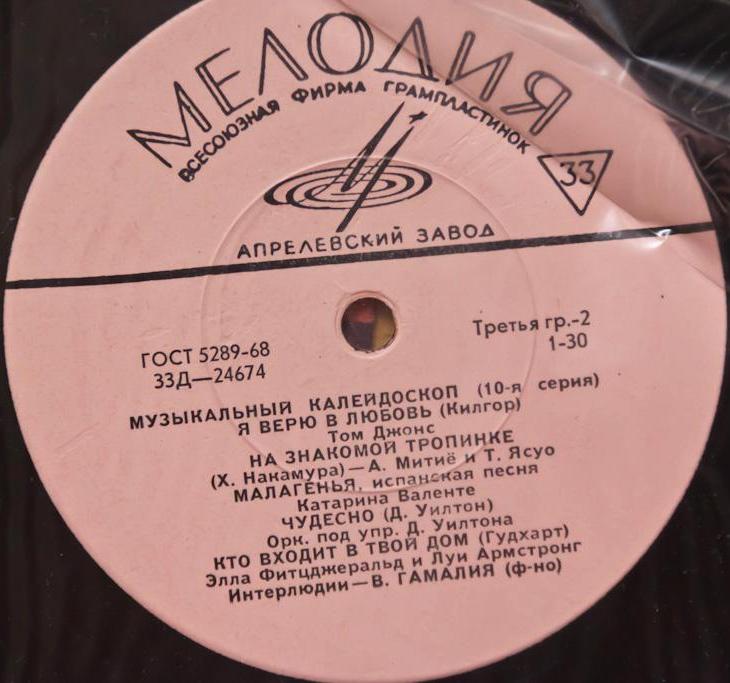 МЕЛОДИЯ
ВСЕСОЮЗНАЯ ФИРМА ГРАМПЛАСТИНОК
33
АПРЕЛЕВСКИЙ ЗАВОД
ГОСТ 5289-68
33Д—24674
Третья гр.-2
1-30
МУЗЫКАЛЬНЫЙ КАЛЕЙДОСКОП (10-я серия)
Я ВЕРЮ В ЛЮБОВЬ (Килгор)
Том Джонс
НА ЗНАКОМОЙ ТРОПИНКЕ
(Х. Накамура)—А. Митиё и Т. Ясуо
МАЛАГЕНЬЯ, испанская песня
Катарина Валенте
ЧУДЕСНО (Д. Уилтон)
Орк. под упр. Д. Уилтона
КТО ВХОДИТ В ТВОЙ ДОМ (Гудхарт)
Элла Фитцджеральд и Луи Армстронг
Интерлюдии—В. ГАМАЛИЯ (ф-но)